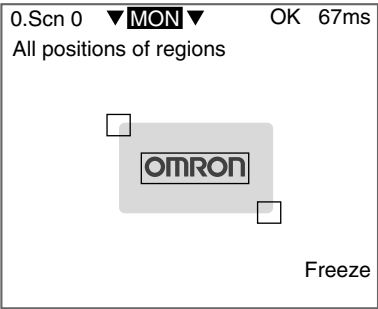 0.Scn 0 ▼MON▼ OK 67ms
All positions of regions
OMRON
Freeze